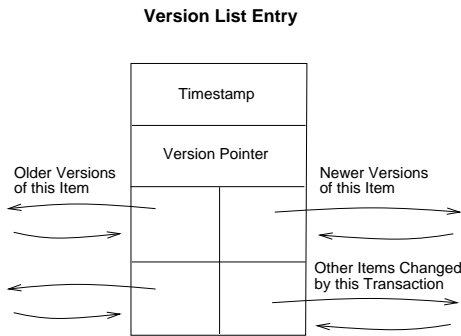 Version List Entry
Timestamp
Version Pointer
Older Versions
of this Item
Newer Versions
of this Item
Other Items Changed
by this Transaction